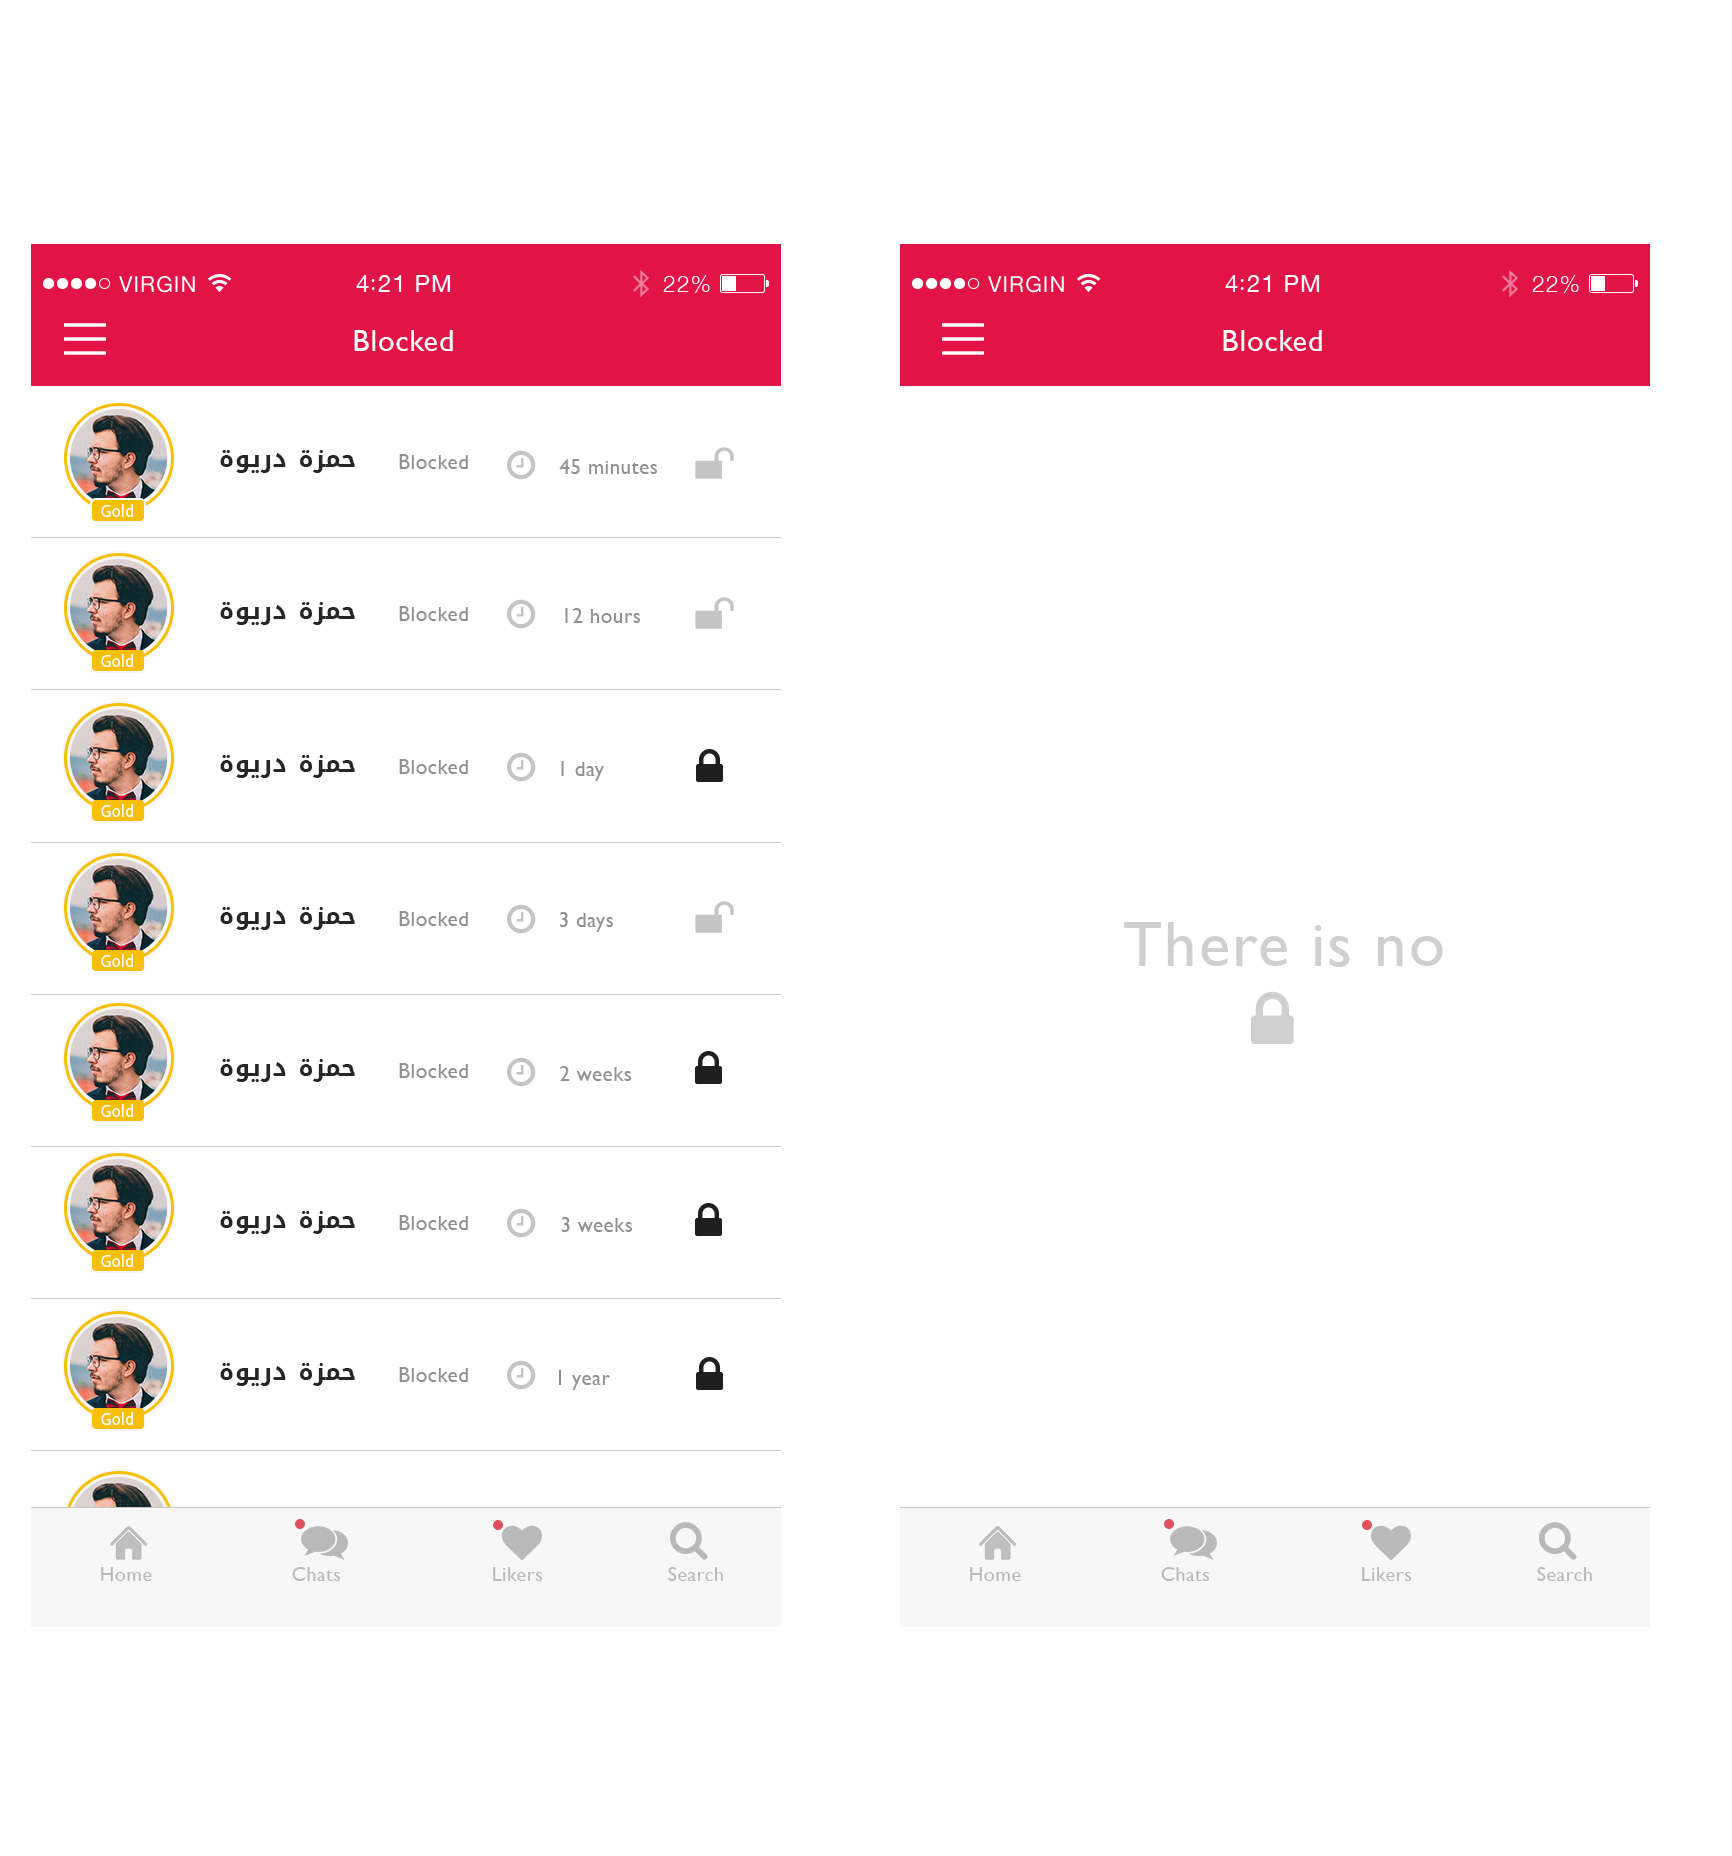 VIRGIN 4:21 PM 22%
Blocked
حمزة دريوة Blocked 45 minutes
Gold
حمزة دريوة Blocked 12 hours
Gold
حمزة دريوة Blocked 1 day
Gold
حمزة دريوة Blocked 3 days
Gold
حمزة دريوة Blocked 2 weeks
Gold
حمزة دريوة Blocked 3 weeks
Gold
حمزة دريوة Blocked 1 year
Gold
Home Chats Likers Search
VIRGIN 4:21 PM 22%
Blocked
There is no
Home Chats Likers Search